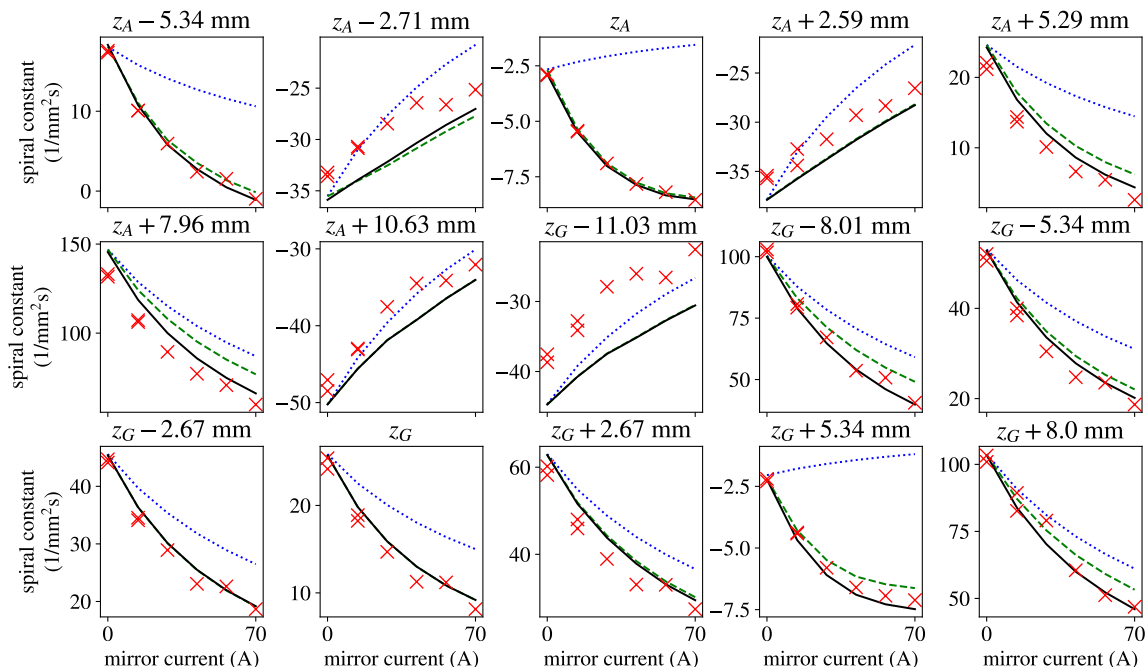 z_A − 5.34 mm
z_A − 2.71 mm
z_A
z_A + 2.59 mm
z_A + 5.29 mm
spiral constant
(1/mm²s)
10
0
−25
−30
−35
−2.5
−5.0
−7.5
−25
−30
−35
20
10
z_A + 7.96 mm
z_A + 10.63 mm
z_G − 11.03 mm
z_G − 8.01 mm
z_G − 5.34 mm
spiral constant
(1/mm²s)
150
100
−30
−40
−50
−30
−40
100
75
50
40
20
z_G − 2.67 mm
z_G
z_G + 2.67 mm
z_G + 5.34 mm
z_G + 8.0 mm
spiral constant
(1/mm²s)
40
30
20
20
10
60
40
−2.5
−5.0
−7.5
100
75
50
0 70
0 70
0 70
0 70
0 70
mirror current (A)
mirror current (A)
mirror current (A)
mirror current (A)
mirror current (A)